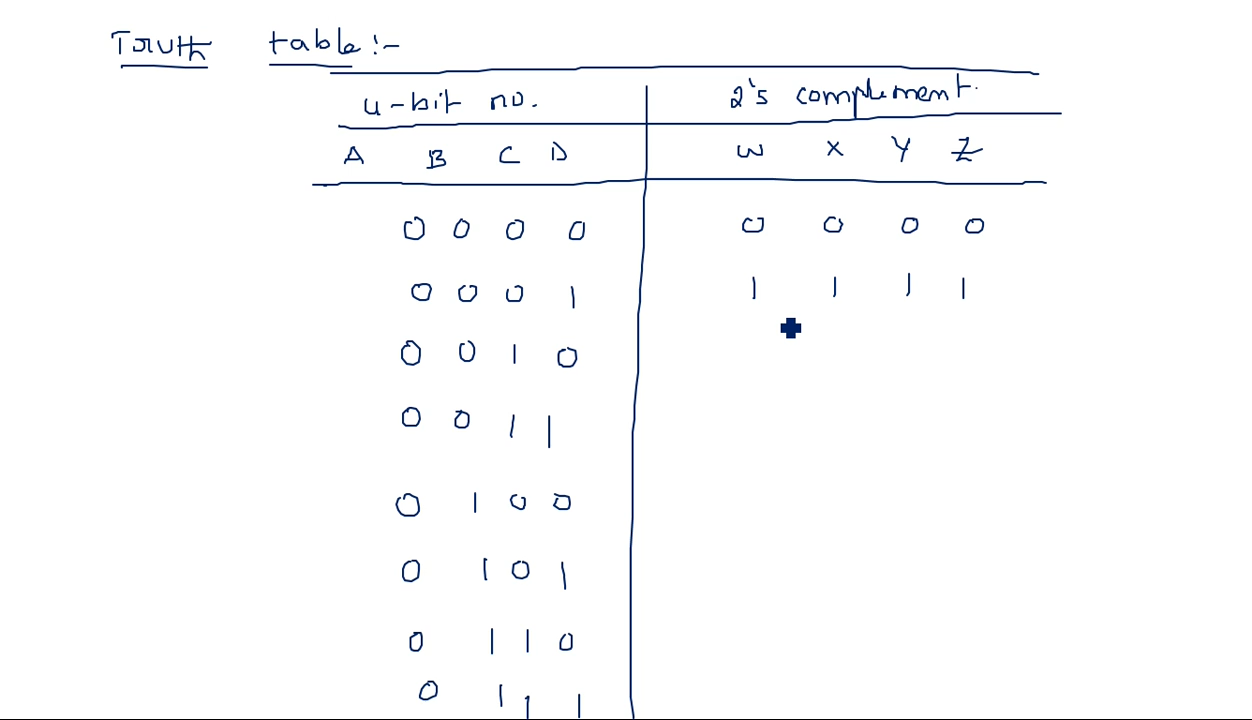 Truth table:-
4-bit no. 2's complement.
A B C D W X Y Z
0 0 0 0 0 0 0 0
0 0 0 1 1 1 1 1
0 0 1 0
0 0 1 1
0 1 0 0
0 1 0 1
0 1 1 0
0 1 1 1